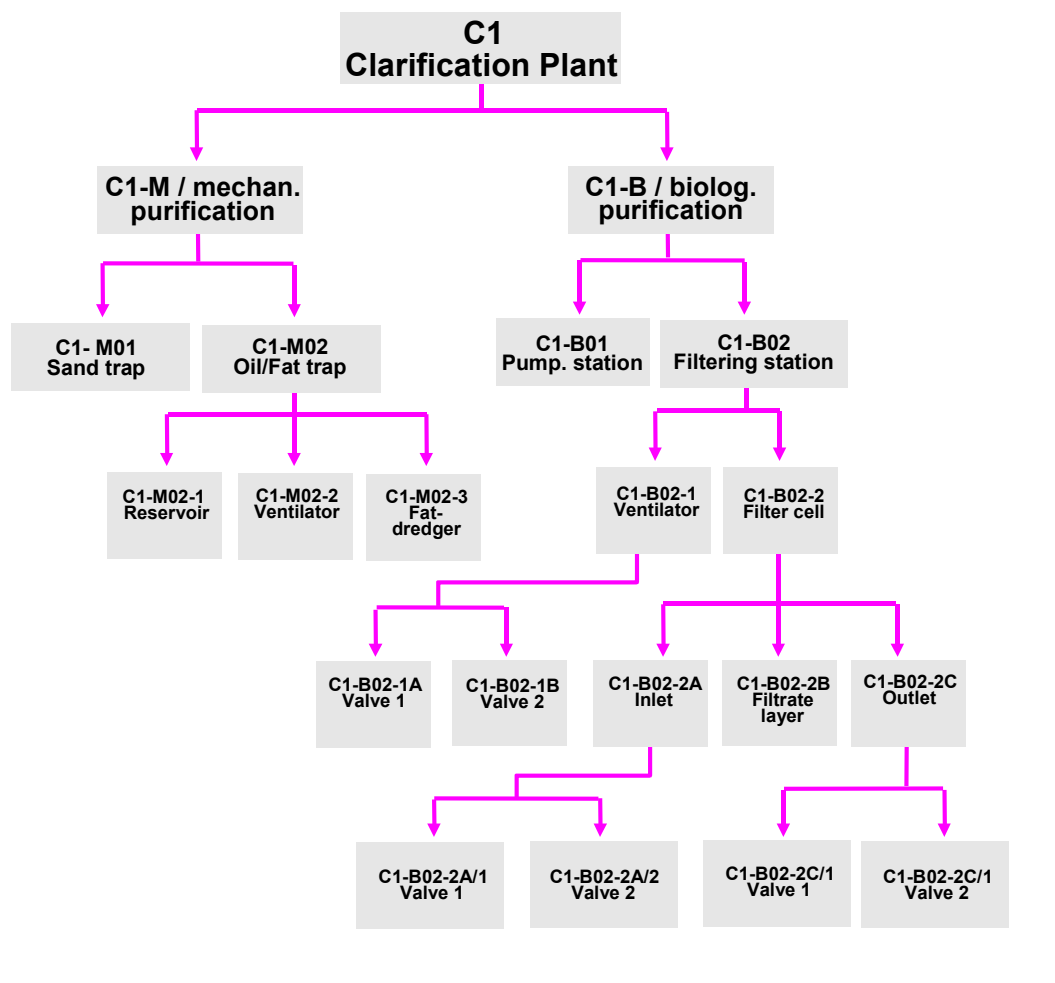 C1
Clarification Plant
C1-M / mechan.
purification
C1-B / biolog.
purification
C1- M01
Sand trap
C1-M02
Oil/Fat trap
C1-B01
Pump. station
C1-B02
Filtering station
C1-M02-1
Reservoir
C1-M02-2
Ventilator
C1-M02-3
Fat-
dredger
C1-B02-1
Ventilator
C1-B02-2
Filter cell
C1-B02-1A
Valve 1
C1-B02-1B
Valve 2
C1-B02-2A
Inlet
C1-B02-2B
Filtrate
layer
C1-B02-2C
Outlet
C1-B02-2A/1
Valve 1
C1-B02-2A/2
Valve 2
C1-B02-2C/1
Valve 1
C1-B02-2C/1
Valve 2